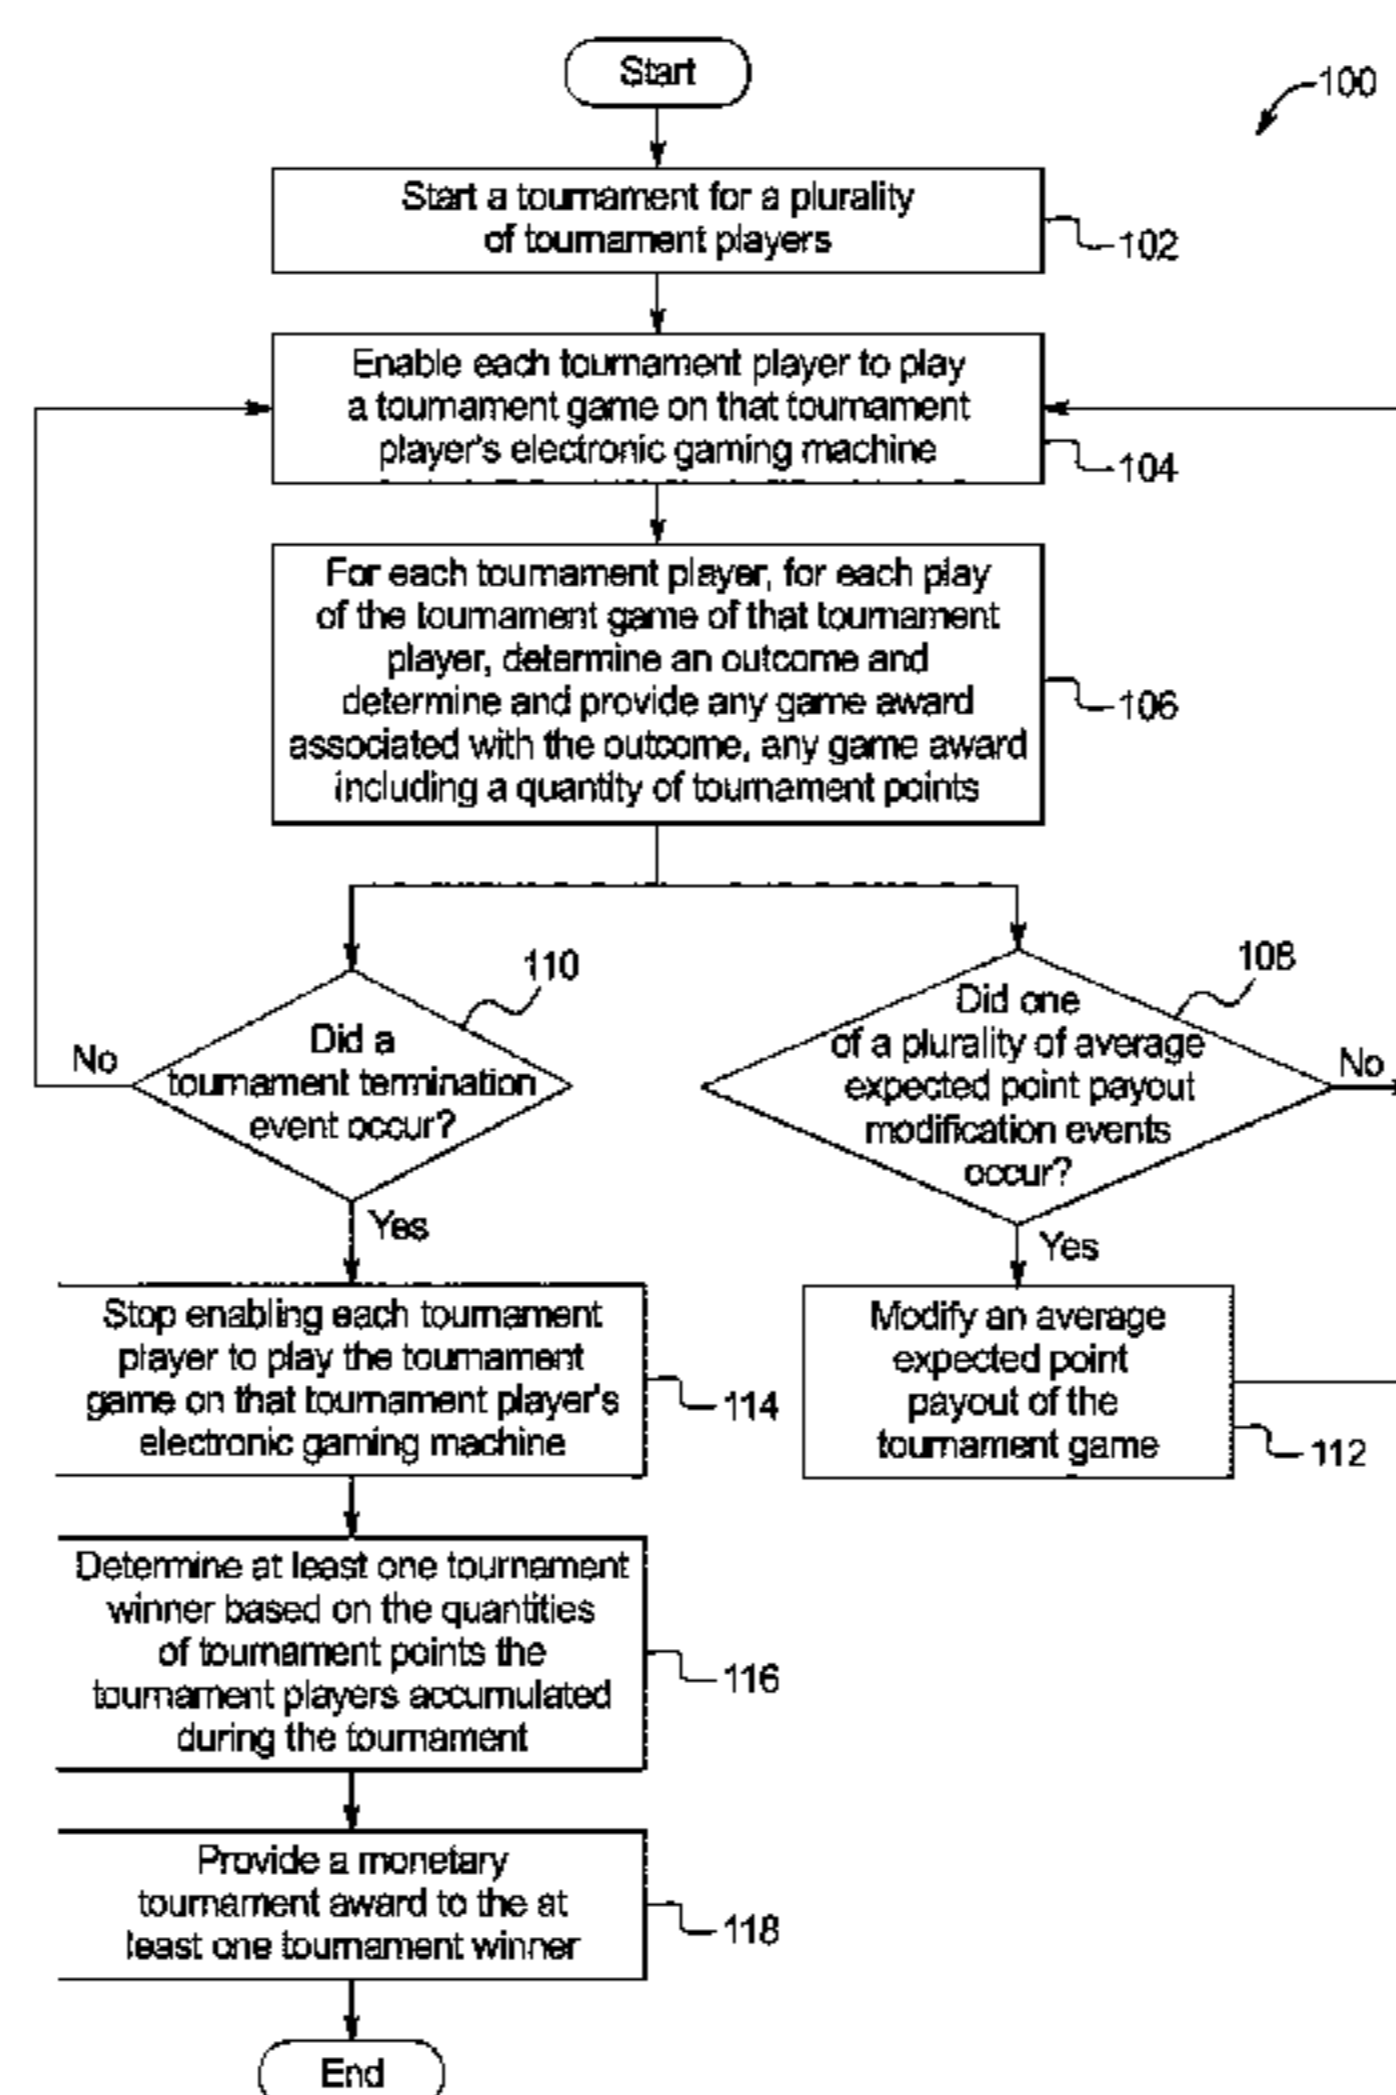 Start
100
Start a tournament for a plurality
of tournament players
102
Enable each tournament player to play
a tournament game on that tournament
player's electronic gaming machine
104
For each tournament player, for each play
of the tournament game of that tournament
player, determine an outcome and
determine and provide any game award
associated with the outcome, any game award
including a quantity of tournament points
106
110
Did a
tournament termination
event occur?
No
Yes
108
Did one
of a plurality of average
expected point payout
modification events
occur?
No
Yes
Stop enabling each tournament
player to play the tournament
game on that tournament player's
electronic gaming machine
114
Modify an average
expected point
payout of the
tournament game
112
Determine at least one tournament
winner based on the quantities
of tournament points the
tournament players accumulated
during the tournament
116
Provide a monetary
tournament award to the at
least one tournament winner
118
End